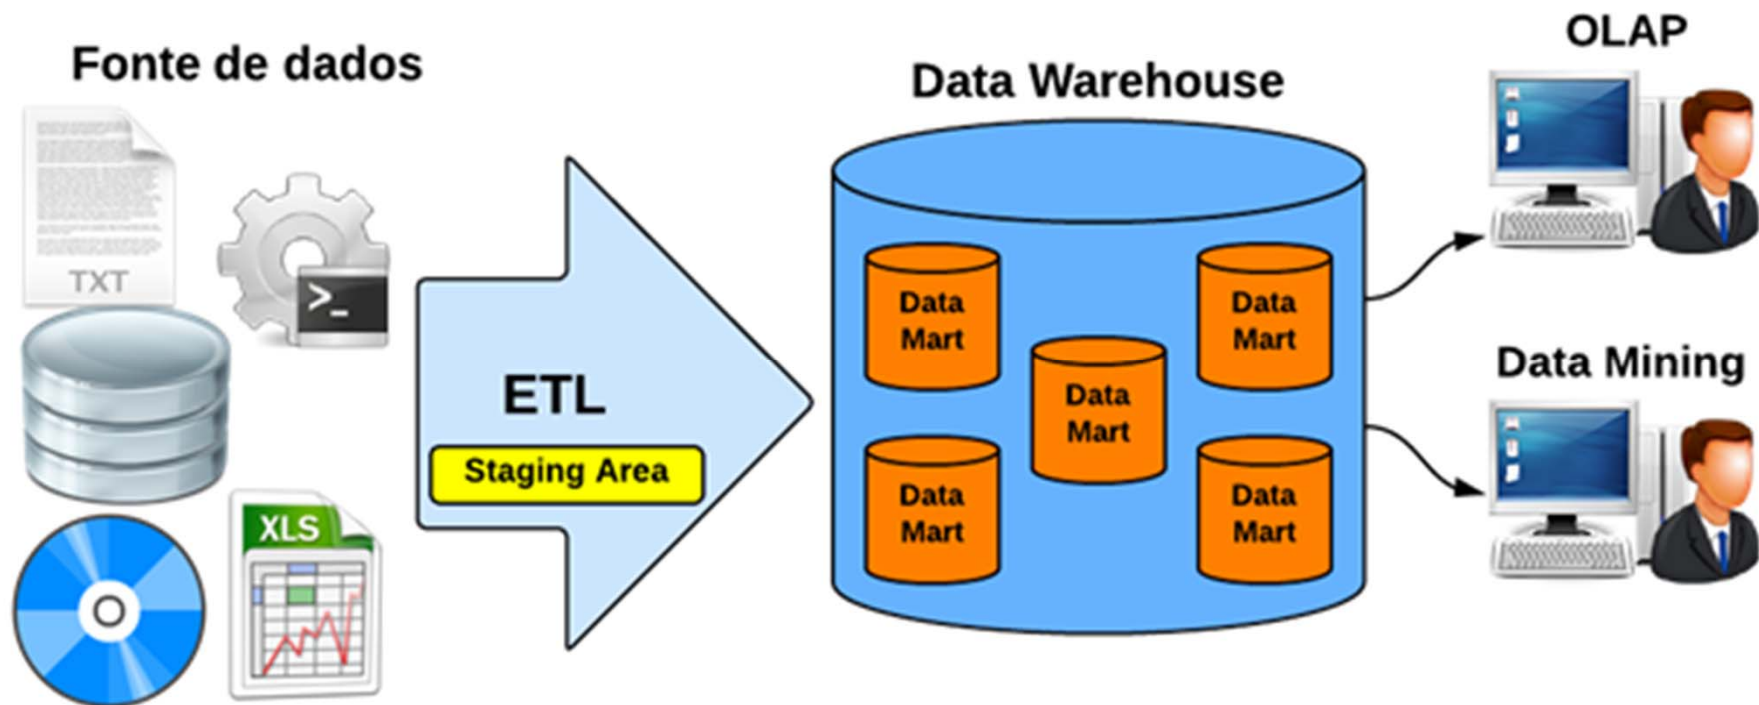 Fonte de dados
TXT
>_
XLS
ETL
Staging Area
Data Warehouse
Data
Mart
Data
Mart
Data
Mart
Data
Mart
Data
Mart
OLAP
Data Mining